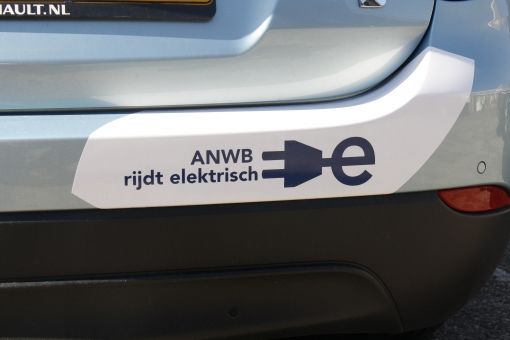 AULT.NL
ANWB
rijdt elektrisch
e